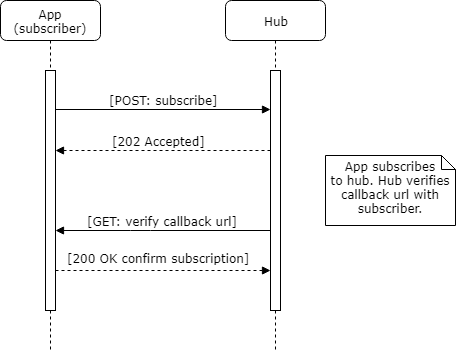 App
(subscriber)
Hub
[POST: subscribe]
[202 Accepted]
App subscribes
to hub. Hub verifies
callback url with
subscriber.
[GET: verify callback url]
[200 OK confirm subscription]